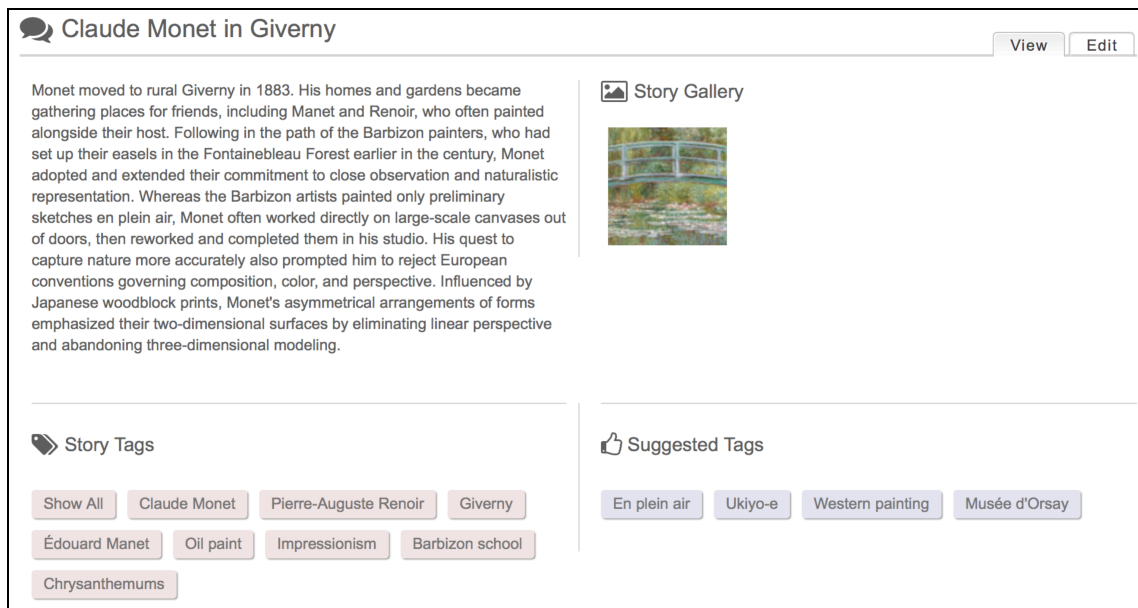 Claude Monet in Giverny
View Edit
Monet moved to rural Giverny in 1883. His homes and gardens became
gathering places for friends, including Manet and Renoir, who often painted
alongside their host. Following in the path of the Barbizon painters, who had
set up their easels in the Fontainebleau Forest earlier in the century, Monet
adopted and extended their commitment to close observation and naturalistic
representation. Whereas the Barbizon artists painted only preliminary
sketches en plein air, Monet often worked directly on large-scale canvases out
of doors, then reworked and completed them in his studio. His quest to
capture nature more accurately also prompted him to reject European
conventions governing composition, color, and perspective. Influenced by
Japanese woodblock prints, Monet's asymmetrical arrangements of forms
emphasized their two-dimensional surfaces by eliminating linear perspective
and abandoning three-dimensional modeling.
Story Gallery
Story Tags
Show All Claude Monet Pierre-Auguste Renoir Giverny
Édouard Manet Oil paint Impressionism Barbizon school
Chrysanthemums
Suggested Tags
En plein air Ukiyo-e Western painting Musée d'Orsay